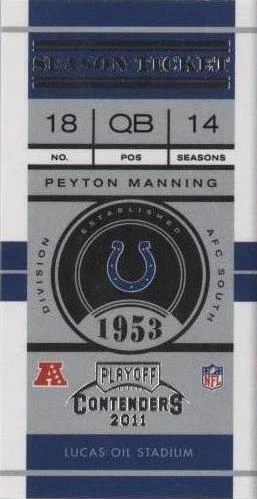 SEASON TICKET
18 QB 14
NO. POS SEASONS
PEYTON MANNING
ESTABLISHED
DIVISION
AFC SOUTH
1953
A
PLAYOFF
CONTENDERS
2011
NFL
LUCAS OIL STADIUM